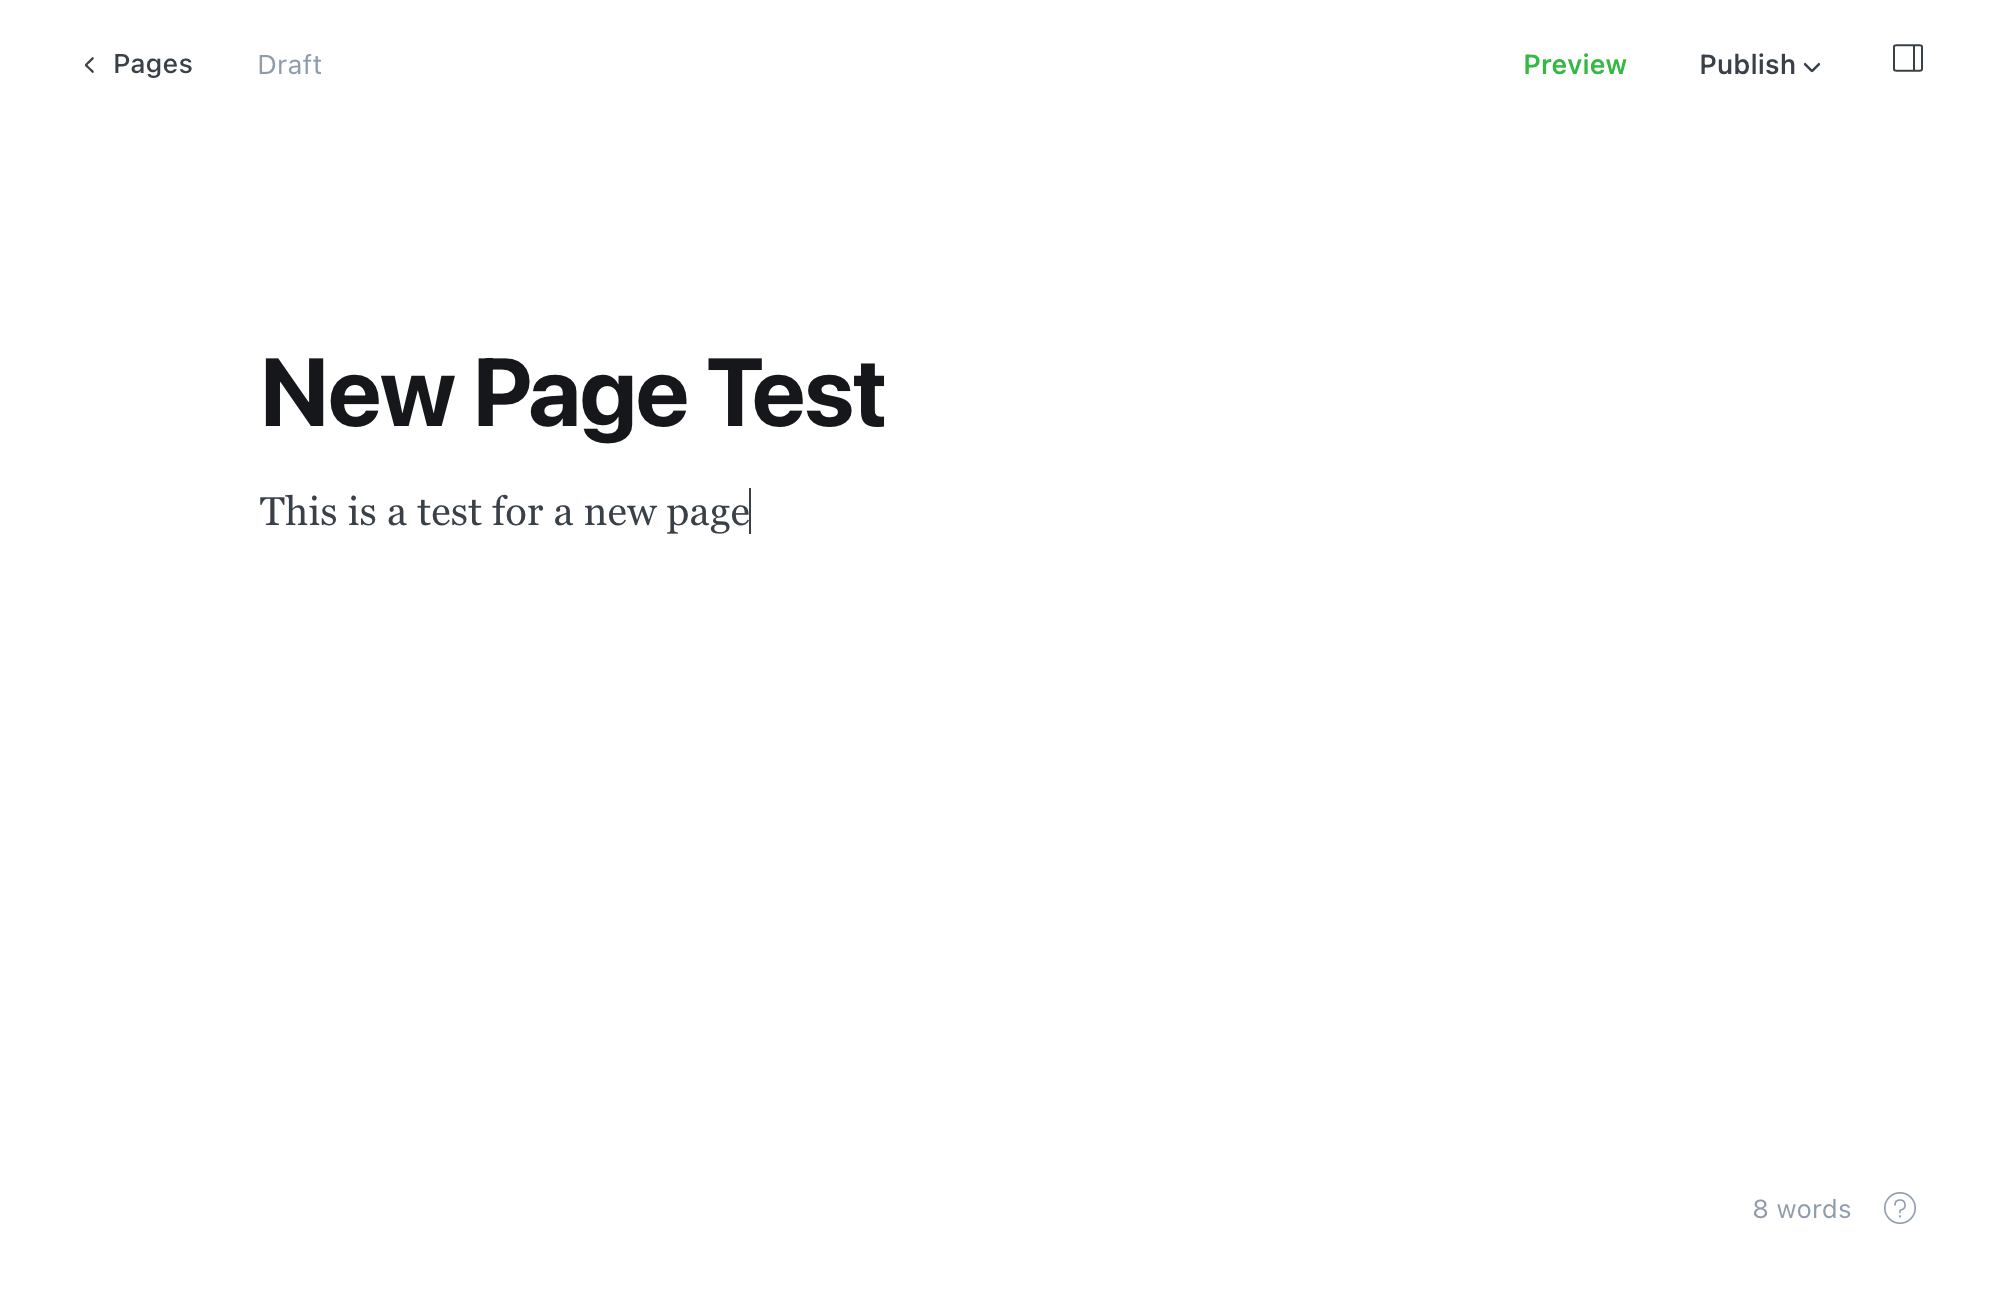 Pages
Draft
Preview
Publish
New Page Test
This is a test for a new page
8 words
?